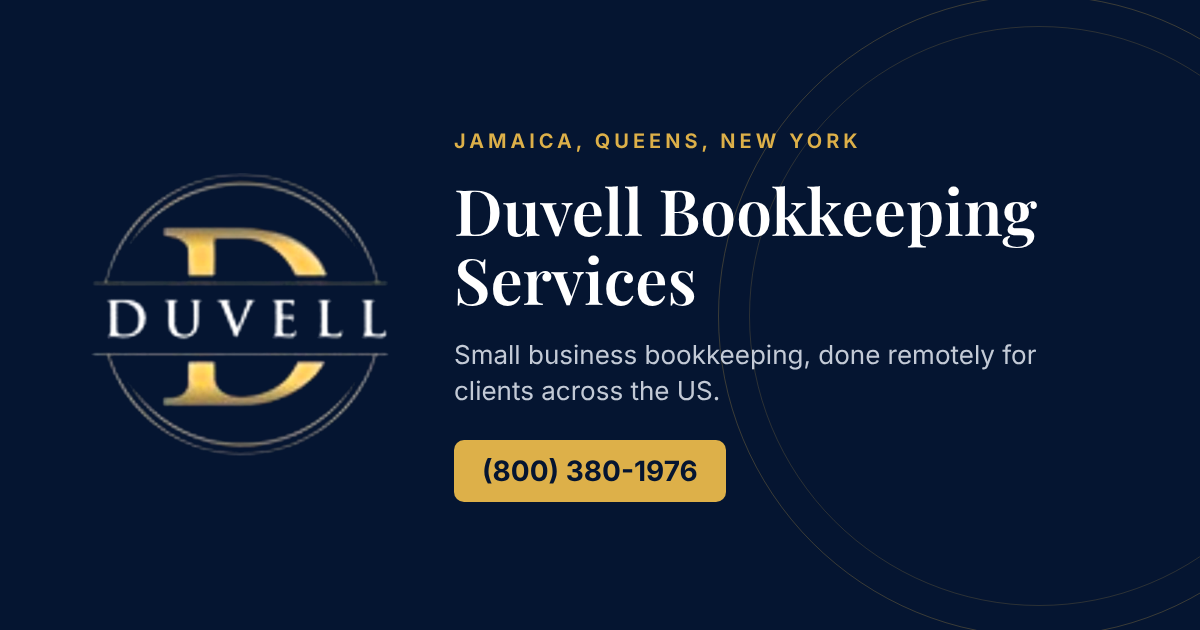 DUVELL
JAMAICA, QUEENS, NEW YORK
Duvell Bookkeeping
Services
Small business bookkeeping, done remotely for
clients across the US.
(800) 380-1976